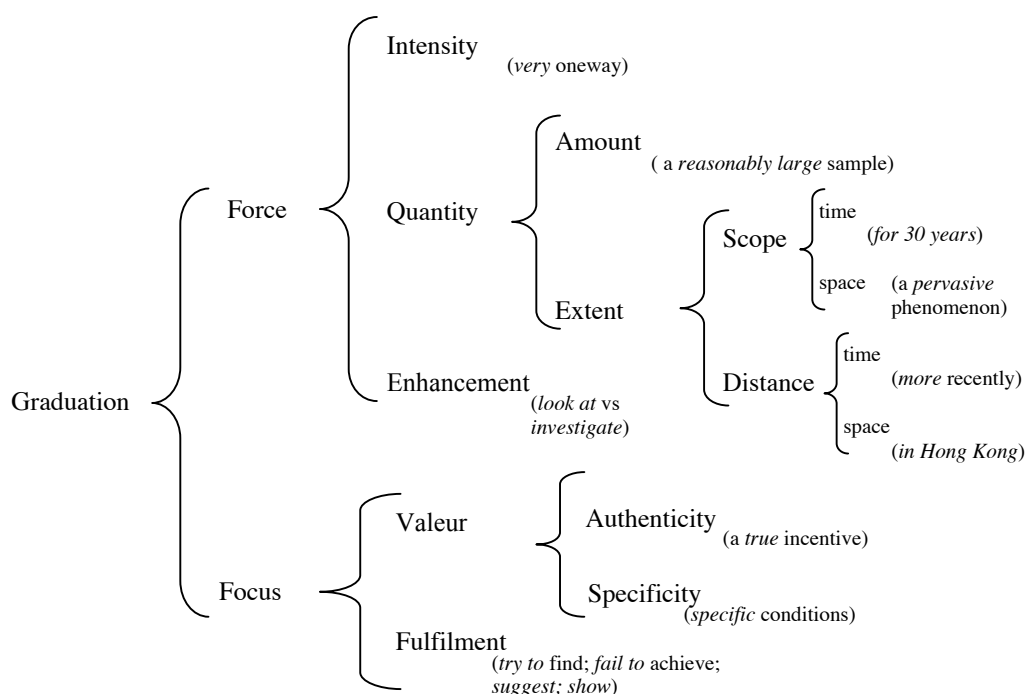 Intensity
(very oneway)
Amount
( a reasonably large sample)
Force
Quantity
Scope
time
(for 30 years)
space
(a pervasive
phenomenon)
Extent
Distance
time
(more recently)
space
(in Hong Kong)
Enhancement
(look at vs
investigate)
Graduation
Valeur
Authenticity
(a true incentive)
Focus
Specificity
(specific conditions)
Fulfilment
(try to find; fail to achieve;
suggest; show)